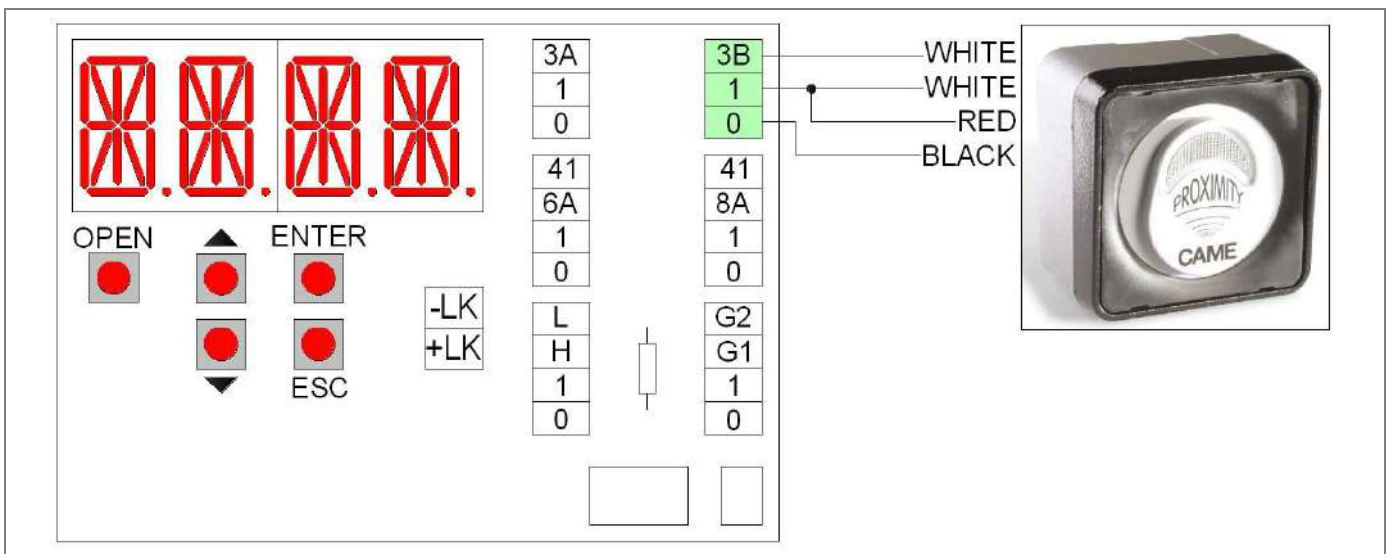 3A
3B
WHITE
1
1
WHITE
0
0
RED
BLACK
41
41
6A
8A
OPEN
ENTER
1
1
0
0
PROXIMITY
CAME
-LK
L
G2
+LK
H
G1
ESC
1
1
0
0